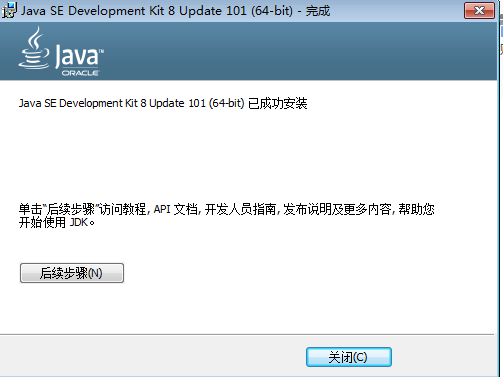 Java SE Development Kit 8 Update 101 (64-bit) - 完成
Java™
ORACLE
Java SE Development Kit 8 Update 101 (64-bit) 已成功安装
单击“后续步骤”访问教程, API 文档, 开发人员指南, 发布说明及更多内容, 帮助您
开始使用 JDK。
后续步骤(N)
关闭(C)